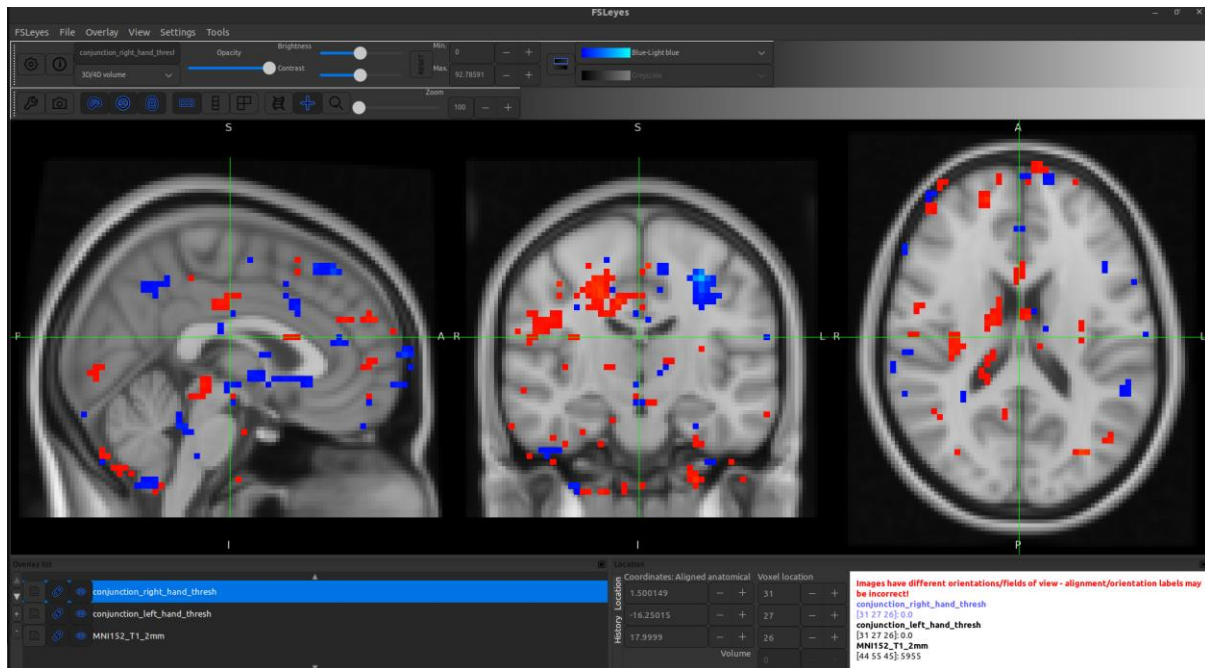 FSLeyes
FSLeyes File Overlay View Settings Tools
conjunction_right_hand_thresl
Opacity
Brightness
Contrast
RESET
Min.
0
Max.
92.78591
Blue-Light blue
Greyscale
3D/4D volume
Zoom
100
S
S
A
P
A
R
L
R
L
I
I
P
Overlay list
conjunction_right_hand_thresh
conjunction_left_hand_thresh
MNI152_T1_2mm
Location
Coordinates: Aligned anatomical
Voxel location
1.500149
31
-16.25015
27
17.9999
26
Volume
0
Location
History
Images have different orientations/fields of view - alignment/orientation labels may
be incorrect!
conjunction_right_hand_thresh
[31 27 26]: 0.0
conjunction_left_hand_thresh
[31 27 26]: 0.0
MNI152_T1_2mm
[44 55 45]: 5955